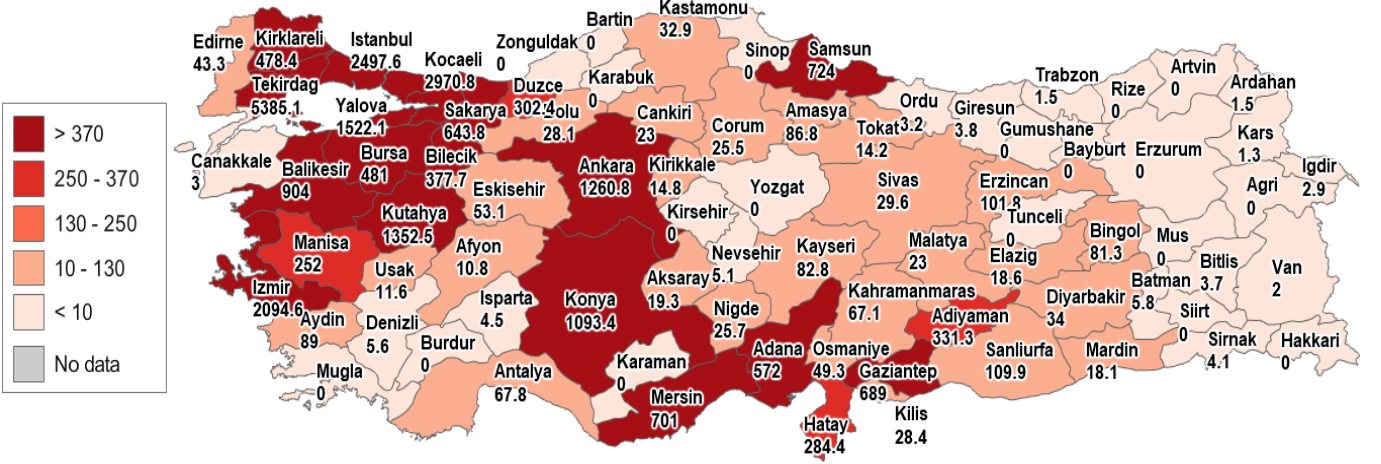 > 370
250 - 370
130 - 250
10 - 130
< 10
No data
Edirne
43.3
Kirklareli
478.4
Tekirdag
5385.1
Istanbul
2497.6
Kocaeli
2970.8
Yalova
1522.1
Sakarya
643.8
Duzce
302.4
Bolu
28.1
Zonguldak
0
Bartin
0
Karabuk
0
Kastamonu
32.9
Sinop
0
Samsun
724
Cankiri
23
Corum
25.5
Amasya
86.8
Tokat
14.2
Ordu
3.2
Giresun
3.8
Trabzon
1.5
Gumushane
0
Bayburt
0
Rize
0
Artvin
0
Ardahan
1.5
Kars
1.3
Igdir
2.9
Erzurum
0
Agri
0
Canakkale
3
Balikesir
904
Bursa
481
Bilecik
377.7
Eskisehir
53.1
Kutahya
1352.5
Ankara
1260.8
Kirikkale
14.8
Kirsehir
0
Yozgat
0
Sivas
29.6
Erzincan
101.8
Tunceli
0
Bingol
81.3
Mus
0
Bitlis
3.7
Van
2
Manisa
252
Usak
11.6
Afyon
10.8
Izmir
2094.6
Aydin
89
Denizli
5.6
Isparta
4.5
Burdur
0
Mugla
0
Antalya
67.8
Konya
1093.4
Karaman
0
Aksaray
19.3
Nevsehir
5.1
Nigde
25.7
Kayseri
82.8
Malatya
23
Elazig
18.6
Diyarbakir
34
Batman
5.8
Siirt
0
Sirnak
4.1
Hakkari
0
Kahramanmaras
67.1
Adiyaman
331.3
Sanliurfa
109.9
Mardin
18.1
Mersin
701
Adana
572
Osmaniye
49.3
Gaziantep
689
Kilis
28.4
Hatay
284.4